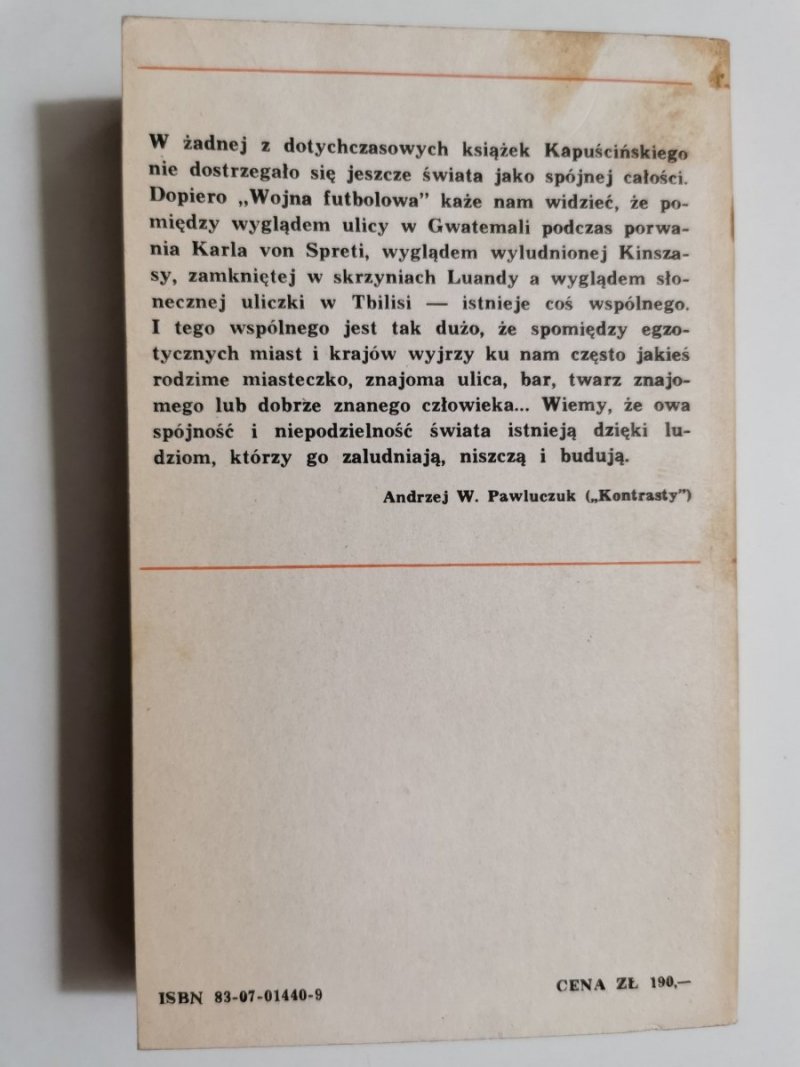 W żadnej z dotychczasowych książek Kapuścińskiego
nie dostrzegało się jeszcze świata jako spójnej całości.
Dopiero „Wojna futbolowa” każe nam widzieć, że po-
między wyglądem ulicy w Gwatemali podczas porwa-
nia Karla von Spreti, wyglądem wyludnionej Kinsza-
sy, zamkniętej w skrzyniach Luandy a wyglądem sło-
necznej uliczki w Tbilisi — istnieje coś wspólnego.
I tego wspólnego jest tak dużo, że spomiędzy egzo-
tycznych miast i krajów wyjrzy ku nam często jakieś
rodzime miasteczko, znajoma ulica, bar, twarz znajo-
mego lub dobrze znanego człowieka... Wiemy, że owa
spójność i niepodzielność świata istnieją dzięki lu-
dziom, którzy go zaludniają, niszczą i budują.
Andrzej W. Pawluczuk („Kontrasty”)
ISBN 83-07-01440-9
CENA ZŁ 190,—